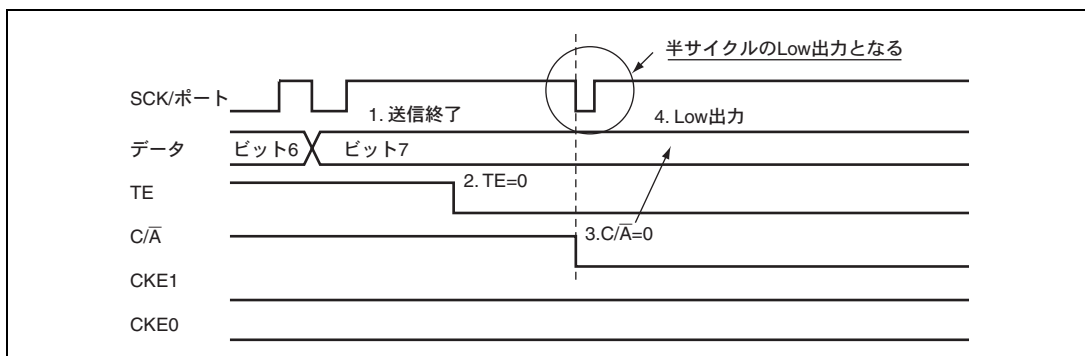 半サイクルのLow出力となる
SCK/ポート
1. 送信終了
4. Low出力
データ
ビット6
ビット7
TE
2. TE=0
C/A̅
3.C/A̅=0
CKE1
CKE0